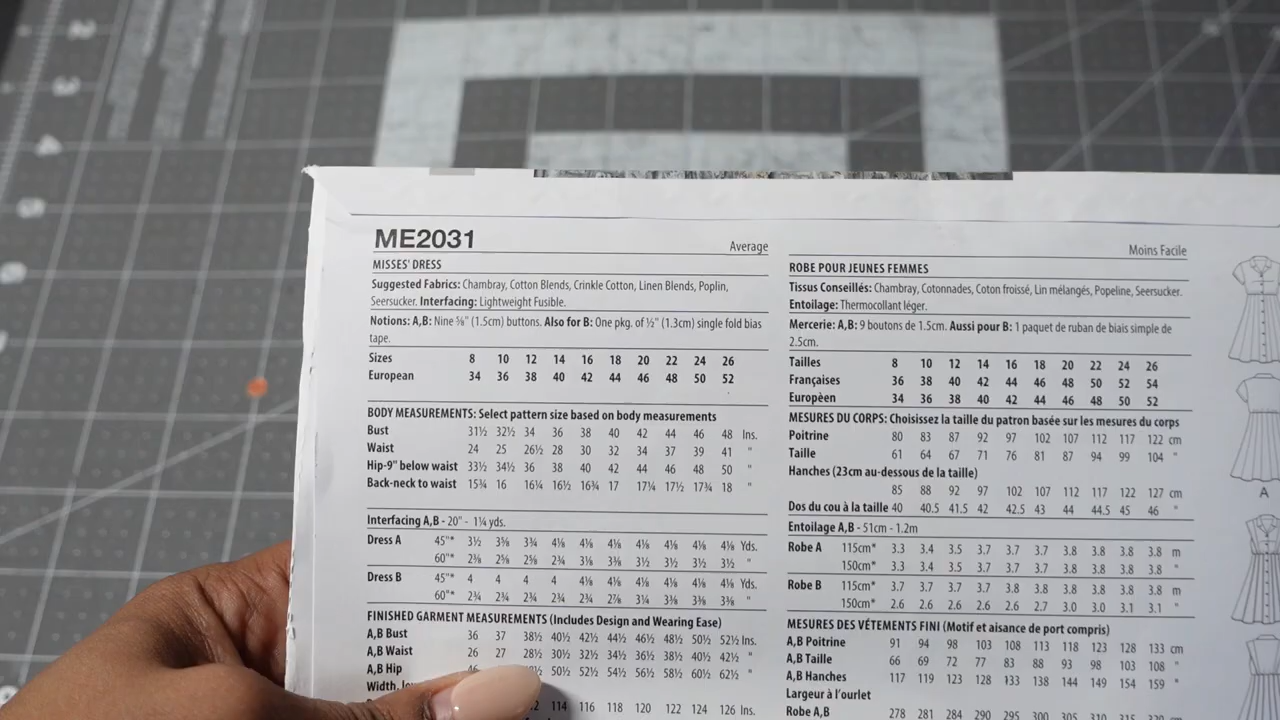 ME2031
Average
MISSES' DRESS
Suggested Fabrics: Chambray, Cotton Blends, Crinkle Cotton, Linen Blends, Poplin,
Seersucker. Interfacing: Lightweight Fusible.
Notions: A,B: Nine ⅝" (1.5cm) buttons. Also for B: One pkg. of ½" (1.3cm) single fold bias
tape.
Sizes 8 10 12 14 16 18 20 22 24 26
European 34 36 38 40 42 44 46 48 50 52
BODY MEASUREMENTS: Select pattern size based on body measurements
Bust 31½ 32½ 34 36 38 40 42 44 46 48 Ins.
Waist 24 25 26½ 28 30 32 34 37 39 41 "
Hip-9" below waist 33½ 34½ 36 38 40 42 44 46 48 50 "
Back-neck to waist 15¾ 16 16¼ 16½ 16¾ 17 17¼ 17½ 17¾ 18 "
Interfacing A,B - 20" - 1¼ yds.
Dress A 45"* 3½ 3⅝ 3¾ 4⅛ 4⅛ 4⅛ 4⅛ 4⅛ 4⅛ 4⅛ Yds.
60"* 2⅝ 2⅝ 2⅝ 2¾ 3⅛ 3⅜ 3½ 3½ 3½ "
Dress B 45"* 4 4 4 4 4⅛ 4⅛ 4⅛ 4⅛ 4⅛ 4⅛ Yds.
60"* 2¾ 2¾ 2¾ 2¾ 2¾ 2⅞ 3¼ 3⅜ 3⅜ "
FINISHED GARMENT MEASUREMENTS (Includes Design and Wearing Ease)
A,B Bust 36 37 38½ 40½ 42½ 44½ 46½ 48½ 50½ 52½ Ins.
A,B Waist 26 27 28½ 30½ 32½ 34½ 36½ 38½ 40½ 42½ "
A,B Hip 46 50½ 52½ 54½ 56½ 58½ 60½ 62½ "
Width,
114 116 118 120 122 124 126 Ins.
Moins Facile
ROBE POUR JEUNES FEMMES
Tissus Conseillés: Chambray, Cotonnades, Coton froissé, Lin mélangés, Popeline, Seersucker.
Entoilage: Thermocollant léger.
Mercerie: A,B: 9 boutons de 1.5cm. Aussi pour B: 1 paquet de ruban de biais simple de
2.5cm.
Tailles 8 10 12 14 16 18 20 22 24 26
Françaises 36 38 40 42 44 46 48 50 52 54
Europèen 34 36 38 40 42 44 46 48 50 52
MESURES DU CORPS: Choisissez la taille du patron basée sur les mesures du corps
Poitrine 80 83 87 92 97 102 107 112 117 122 cm
Taille 61 64 67 71 76 81 87 94 99 104 "
Hanches (23cm au-dessous de la taille)
85 88 92 97 102 107 112 117 122 127 cm
Dos du cou à la taille 40 40.5 41.5 42 42.5 43 44 44.5 45 46 "
Entoilage A,B - 51cm - 1.2m
Robe A 115cm* 3.3 3.4 3.5 3.7 3.7 3.7 3.8 3.8 3.8 3.8 m
150cm* 3.3 3.4 3.5 3.7 3.7 3.7 3.8 3.8 3.8 3.8 "
Robe B 115cm* 3.7 3.7 3.7 3.7 3.8 3.8 3.8 3.8 3.8 3.8 m
150cm* 2.6 2.6 2.6 2.6 2.6 2.7 3.0 3.0 3.1 3.1 "
MESURES DES VÉTEMENTS FINI (Motif et aisance de port compris)
A,B Poitrine 91 94 98 103 108 113 118 123 128 133 cm
A,B Taille 66 69 72 77 83 88 93 98 103 108 "
A,B Hanches 117 119 123 128 133 138 144 149 154 159 "
Largeur à l'ourlet
Robe A,B 278 281 284 290 295 300 305 310 315 320 cm
A
2
3
4